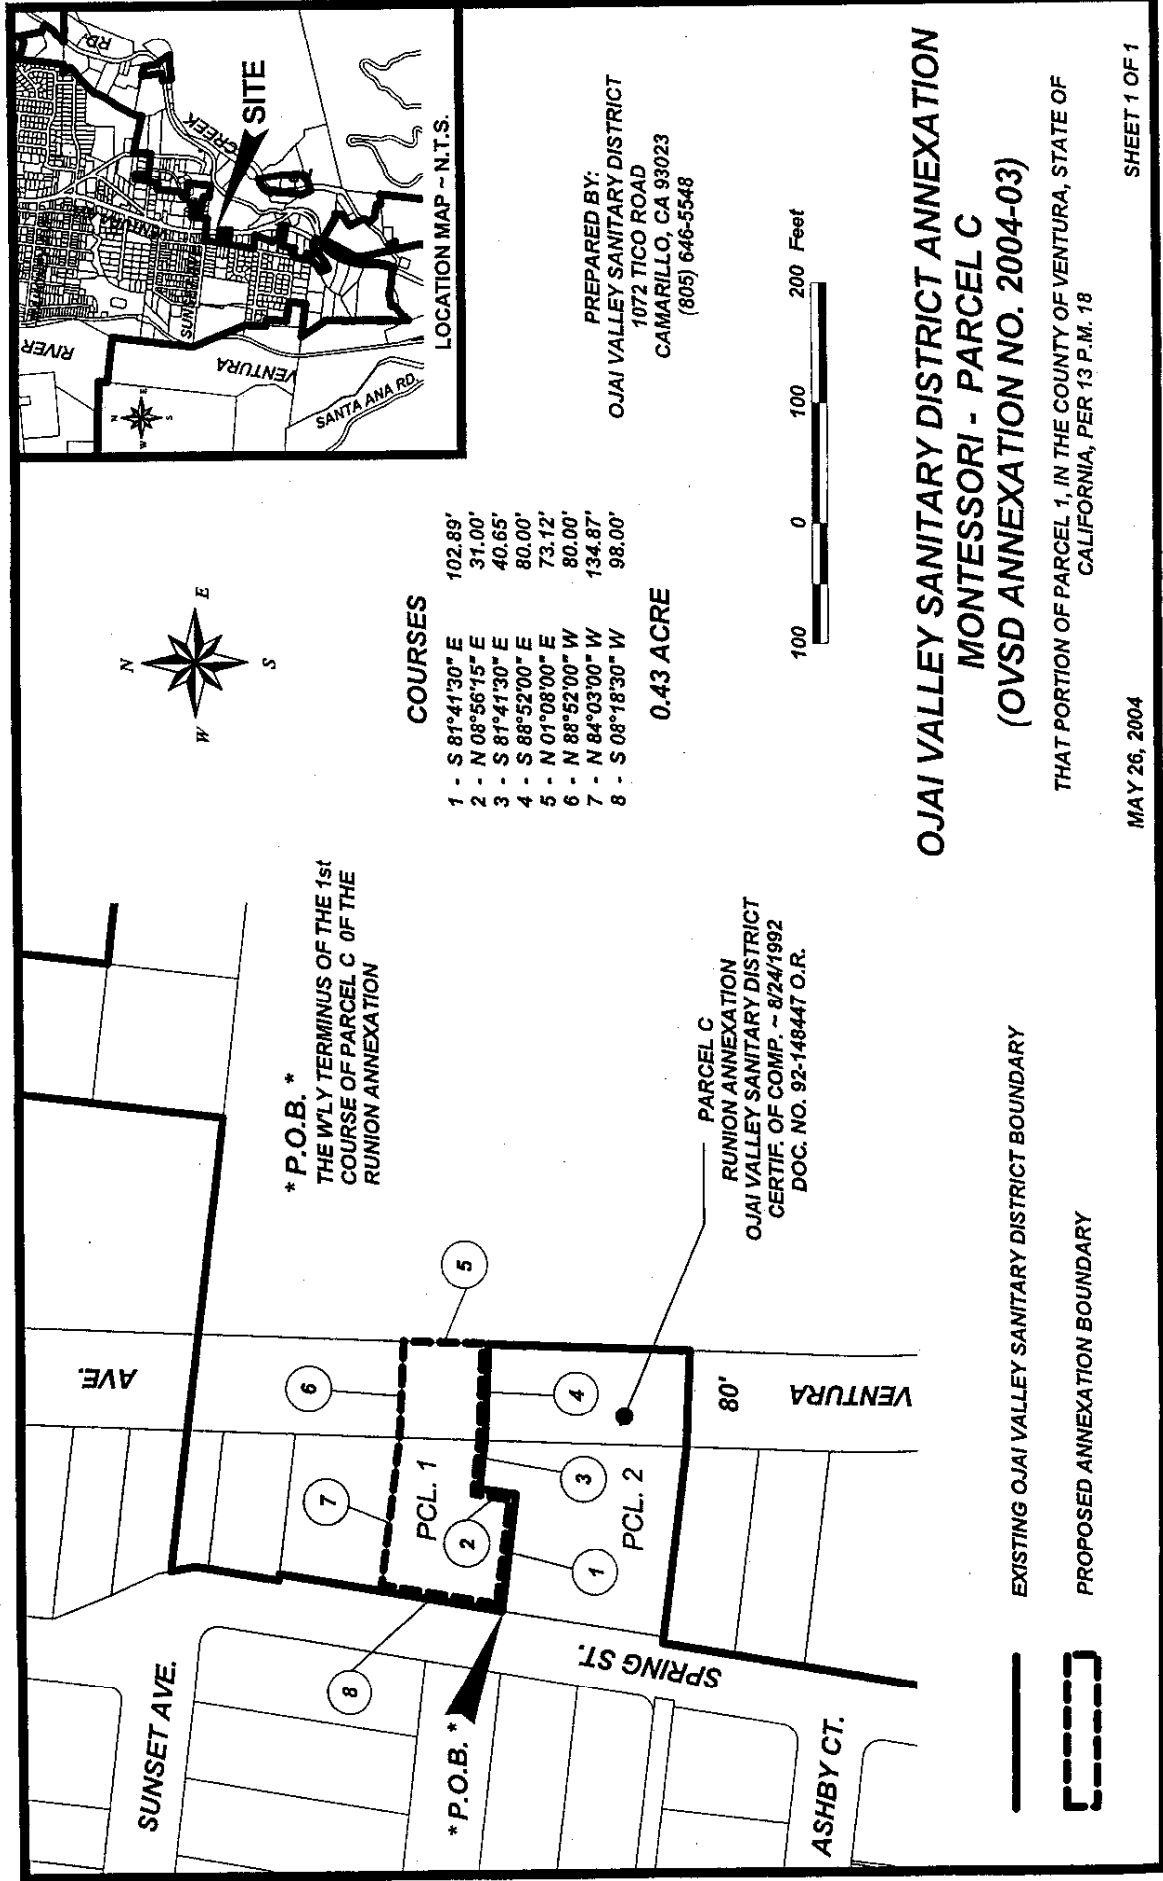 SUNSET AVE.
AVE.
* P.O.B. *
THE W'LY TERMINUS OF THE 1st
COURSE OF PARCEL C OF THE
RUNION ANNEXATION
8
7
6
5
PCL. 1
2
3
4
1
PCL. 2
* P.O.B. *
SPRING ST.
80'
VENTURA
ASHBY CT.
PARCEL C
RUNION ANNEXATION
OJAI VALLEY SANITARY DISTRICT
CERTIF. OF COMP. ~ 8/24/1992
DOC. NO. 92-148447 O.R.
N
W
E
S
COURSES
1 - S 81°41'30" E 102.89'
2 - N 08°56'15" E 31.00'
3 - S 81°41'30" E 40.65'
4 - S 88°52'00" E 80.00'
5 - N 01°08'00" E 73.12'
6 - N 88°52'00" W 80.00'
7 - N 84°03'00" W 134.87'
8 - S 08°18'30" W 98.00'
0.43 ACRE
RIVER
VENTURA
SANTA ANA RD.
N
W
E
S
RD.
CREEK
SITE
LOCATION MAP ~ N.T.S.
PREPARED BY:
OJAI VALLEY SANITARY DISTRICT
1072 TICO ROAD
CAMARILLO, CA 93023
(805) 646-5548
100 0 100 200 Feet
EXISTING OJAI VALLEY SANITARY DISTRICT BOUNDARY
PROPOSED ANNEXATION BOUNDARY
OJAI VALLEY SANITARY DISTRICT ANNEXATION
MONTESSORI - PARCEL C
(OVSD ANNEXATION NO. 2004-03)
THAT PORTION OF PARCEL 1, IN THE COUNTY OF VENTURA, STATE OF
CALIFORNIA, PER 13 P.M. 18
MAY 26, 2004
SHEET 1 OF 1